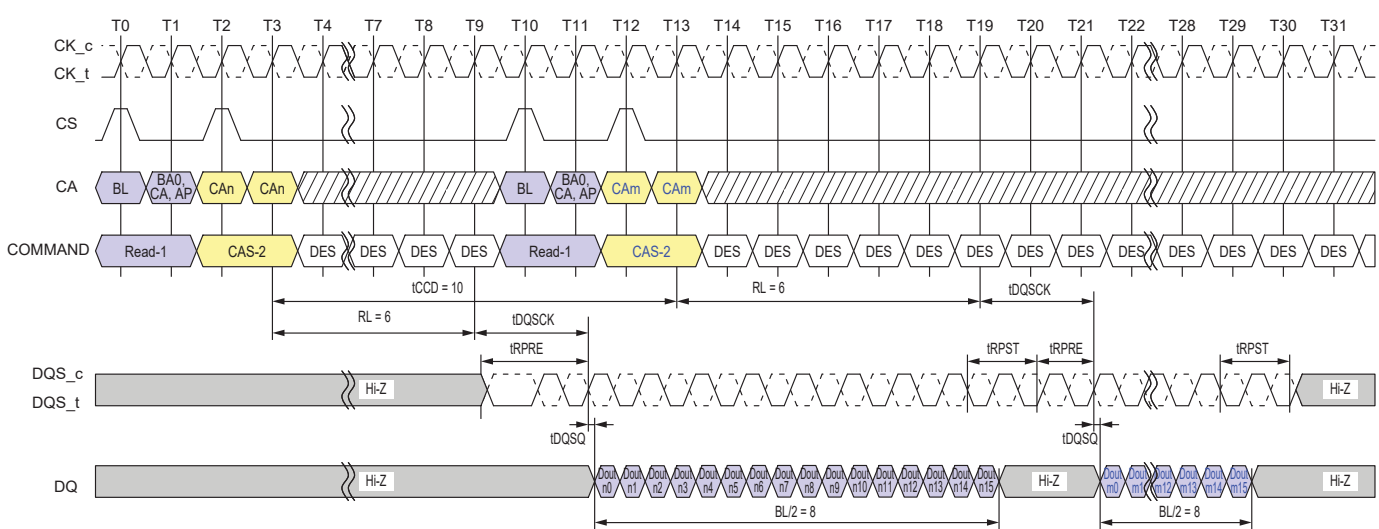 T0 T1 T2 T3 T4 T7 T8 T9 T10 T11 T12 T13 T14 T15 T16 T17 T18 T19 T20 T21 T22 T28 T29 T30 T31
CK_c
CK_t
CS
CA BL BA0, CA, AP CAn CAn BL BA0, CA, AP CAm CAm
COMMAND Read-1 CAS-2 DES DES DES DES Read-1 CAS-2 DES DES DES DES DES DES DES DES DES DES DES DES DES
tCCD = 10 RL = 6 tDQSCK
RL = 6 tDQSCK
tRPRE tRPST tRPRE tRPST
DQS_c
DQS_t Hi-Z Hi-Z
tDQSQ tDQSQ
DQ Hi-Z Dout n0 Dout n1 Dout n2 Dout n3 Dout n4 Dout n5 Dout n6 Dout n7 Dout n8 Dout n9 Dout n10 Dout n11 Dout n12 Dout n13 Dout n14 Dout n15 Hi-Z Dout m0 Dout m1 Dout m12 Dout m13 Dout m14 Dout m15 Hi-Z
BL/2 = 8 BL/2 = 8